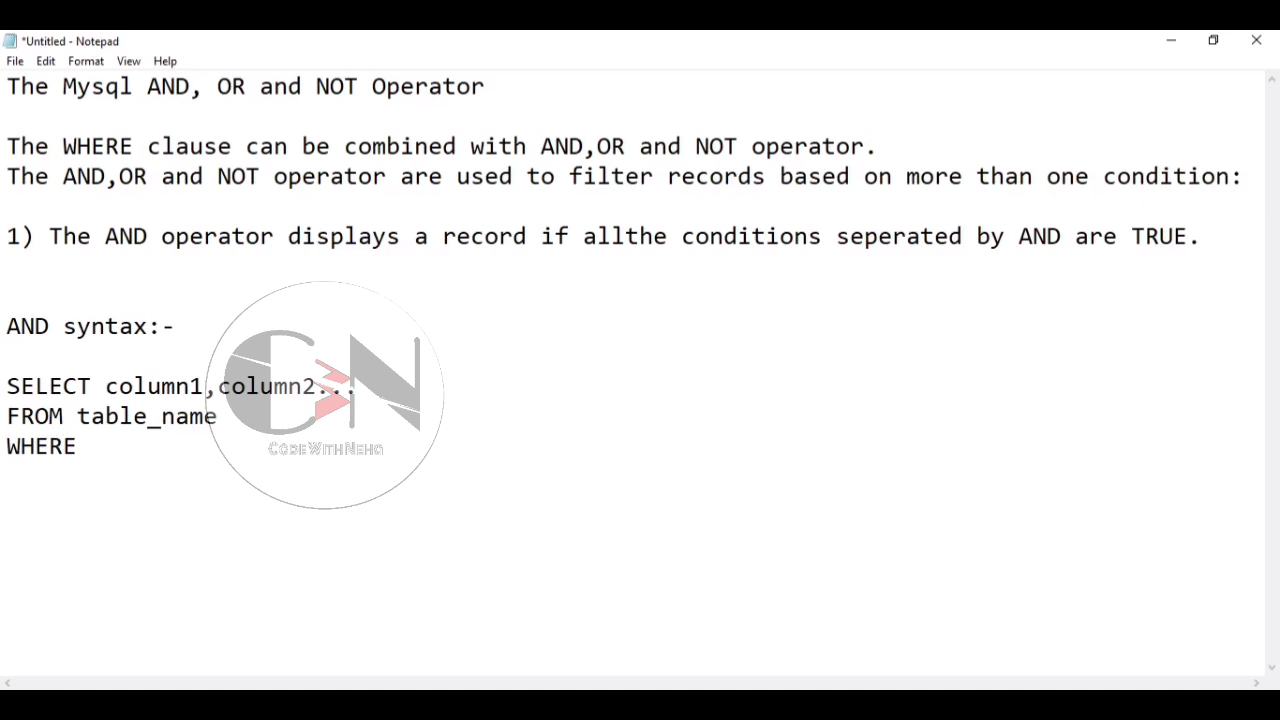 *Untitled - Notepad
File Edit Format View Help
The Mysql AND, OR and NOT Operator
The WHERE clause can be combined with AND,OR and NOT operator.
The AND,OR and NOT operator are used to filter records based on more than one condition:
1) The AND operator displays a record if allthe conditions seperated by AND are TRUE.
AND syntax:-
SELECT column1,column2...
FROM table_name
WHERE
CN
CODEWITHNEHA